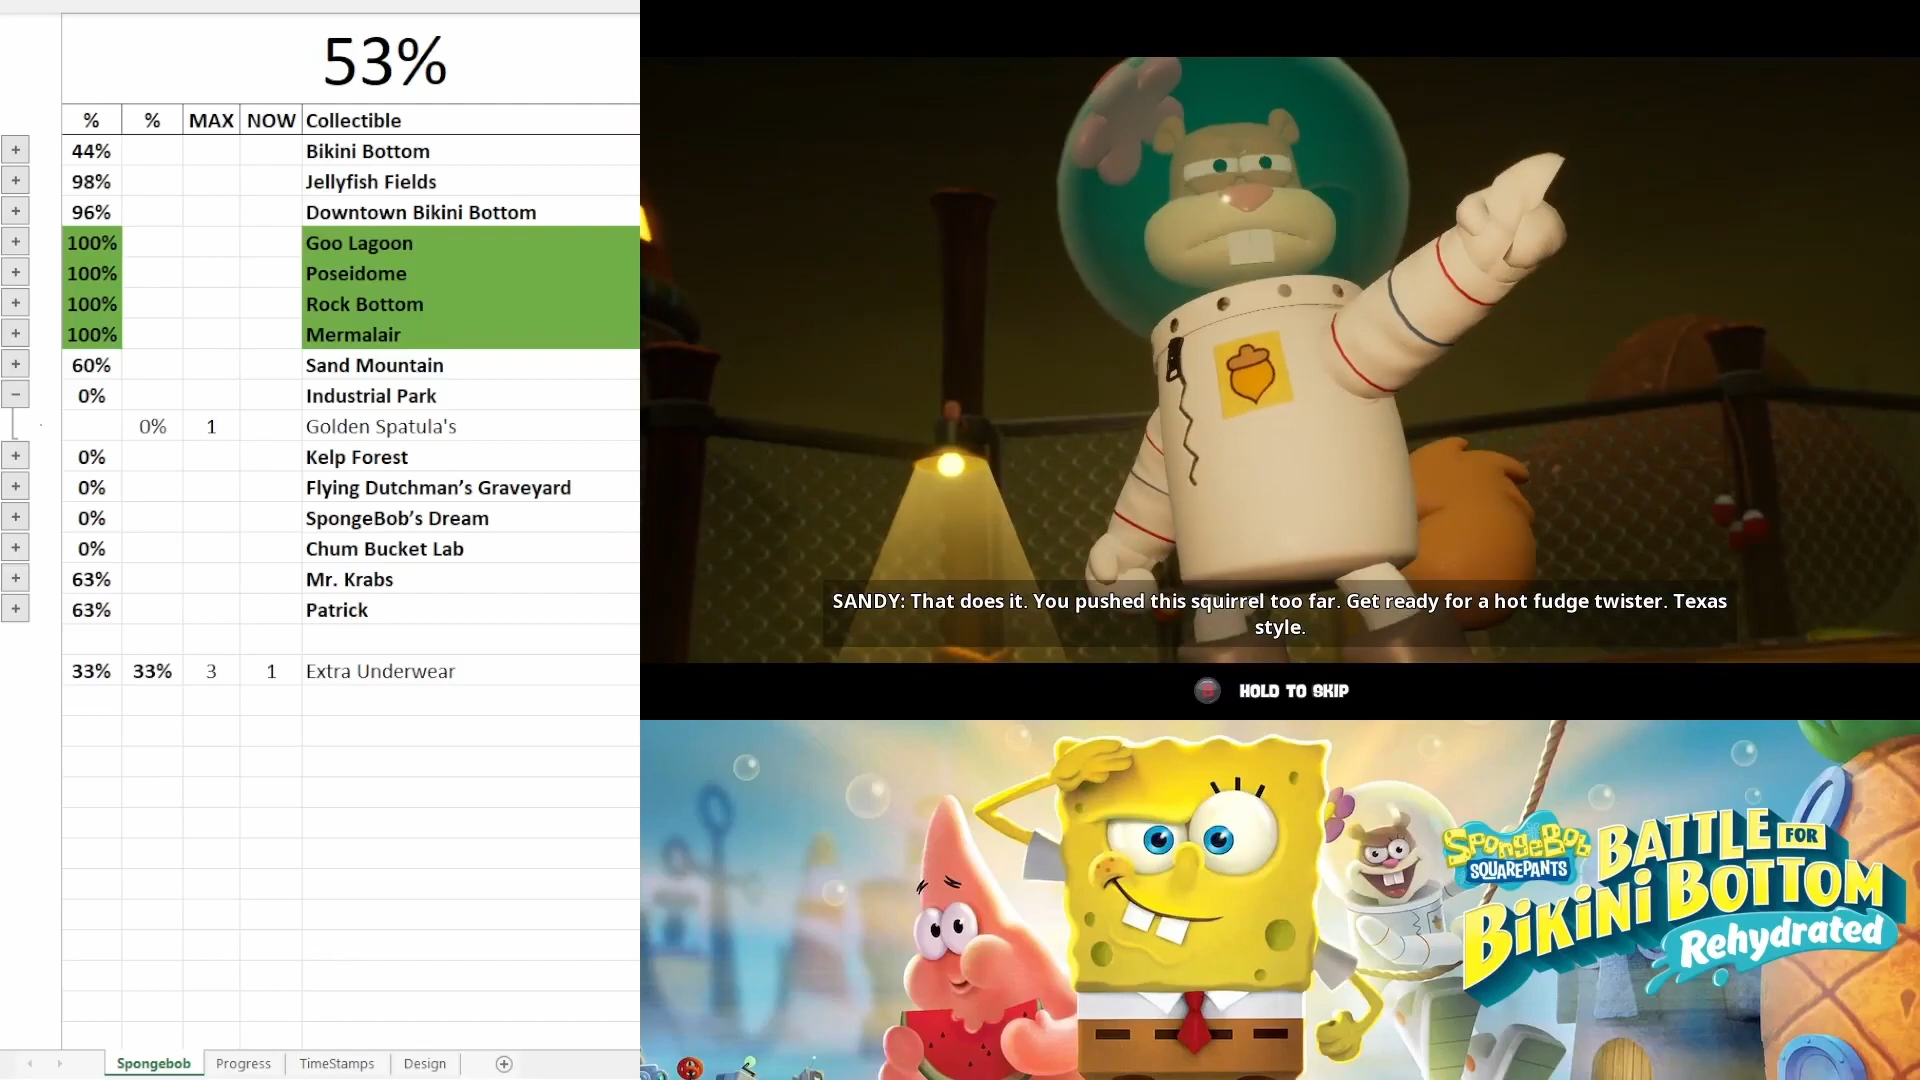 53%
% % MAX NOW Collectible
44% Bikini Bottom
98% Jellyfish Fields
96% Downtown Bikini Bottom
100% Goo Lagoon
100% Poseidome
100% Rock Bottom
100% Mermalair
60% Sand Mountain
0% Industrial Park
0% 1 Golden Spatula's
0% Kelp Forest
0% Flying Dutchman’s Graveyard
0% SpongeBob’s Dream
0% Chum Bucket Lab
63% Mr. Krabs
63% Patrick
33% 33% 3 1 Extra Underwear
Spongebob Progress TimeStamps Design
SANDY: That does it. You pushed this squirrel too far. Get ready for a hot fudge twister. Texas
style.
HOLD TO SKIP
SpongeBob
SQUAREPANTS
BATTLE FOR
BiKiNi BOTTOM
Rehydrated